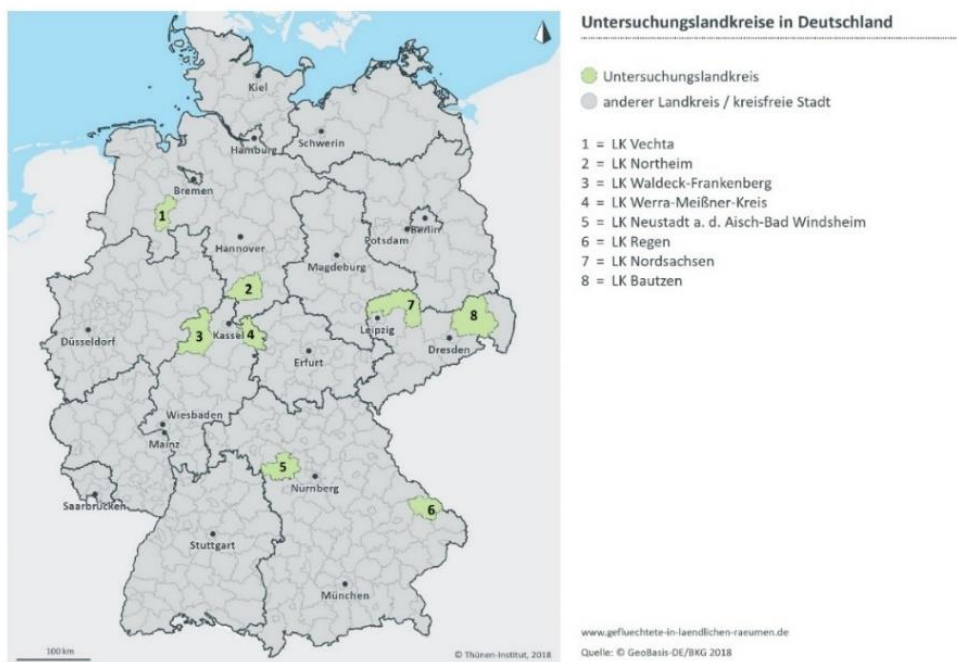 Untersuchungslandkreise in Deutschland
Untersuchungslandkreis
anderer Landkreis / kreisfreie Stadt
1 = LK Vechta
2 = LK Northeim
3 = LK Waldeck-Frankenberg
4 = LK Werra-Meißner-Kreis
5 = LK Neustadt a. d. Aisch-Bad Windsheim
6 = LK Regen
7 = LK Nordsachsen
8 = LK Bautzen
Kiel
Hamburg
Schwerin
Bremen
1
Berlin
Potsdam
Hannover
Magdeburg
2
7
8
Kassel
3
4
Leipzig
Düsseldorf
Dresden
Erfurt
Wiesbaden
Mainz
5
Nürnberg
Saarbrücken
6
Stuttgart
München
100 km
© Thünen-Institut, 2018
www.gefluechtete-in-laendlichen-raeumen.de
Quelle: © GeoBasis-DE/BKG 2018